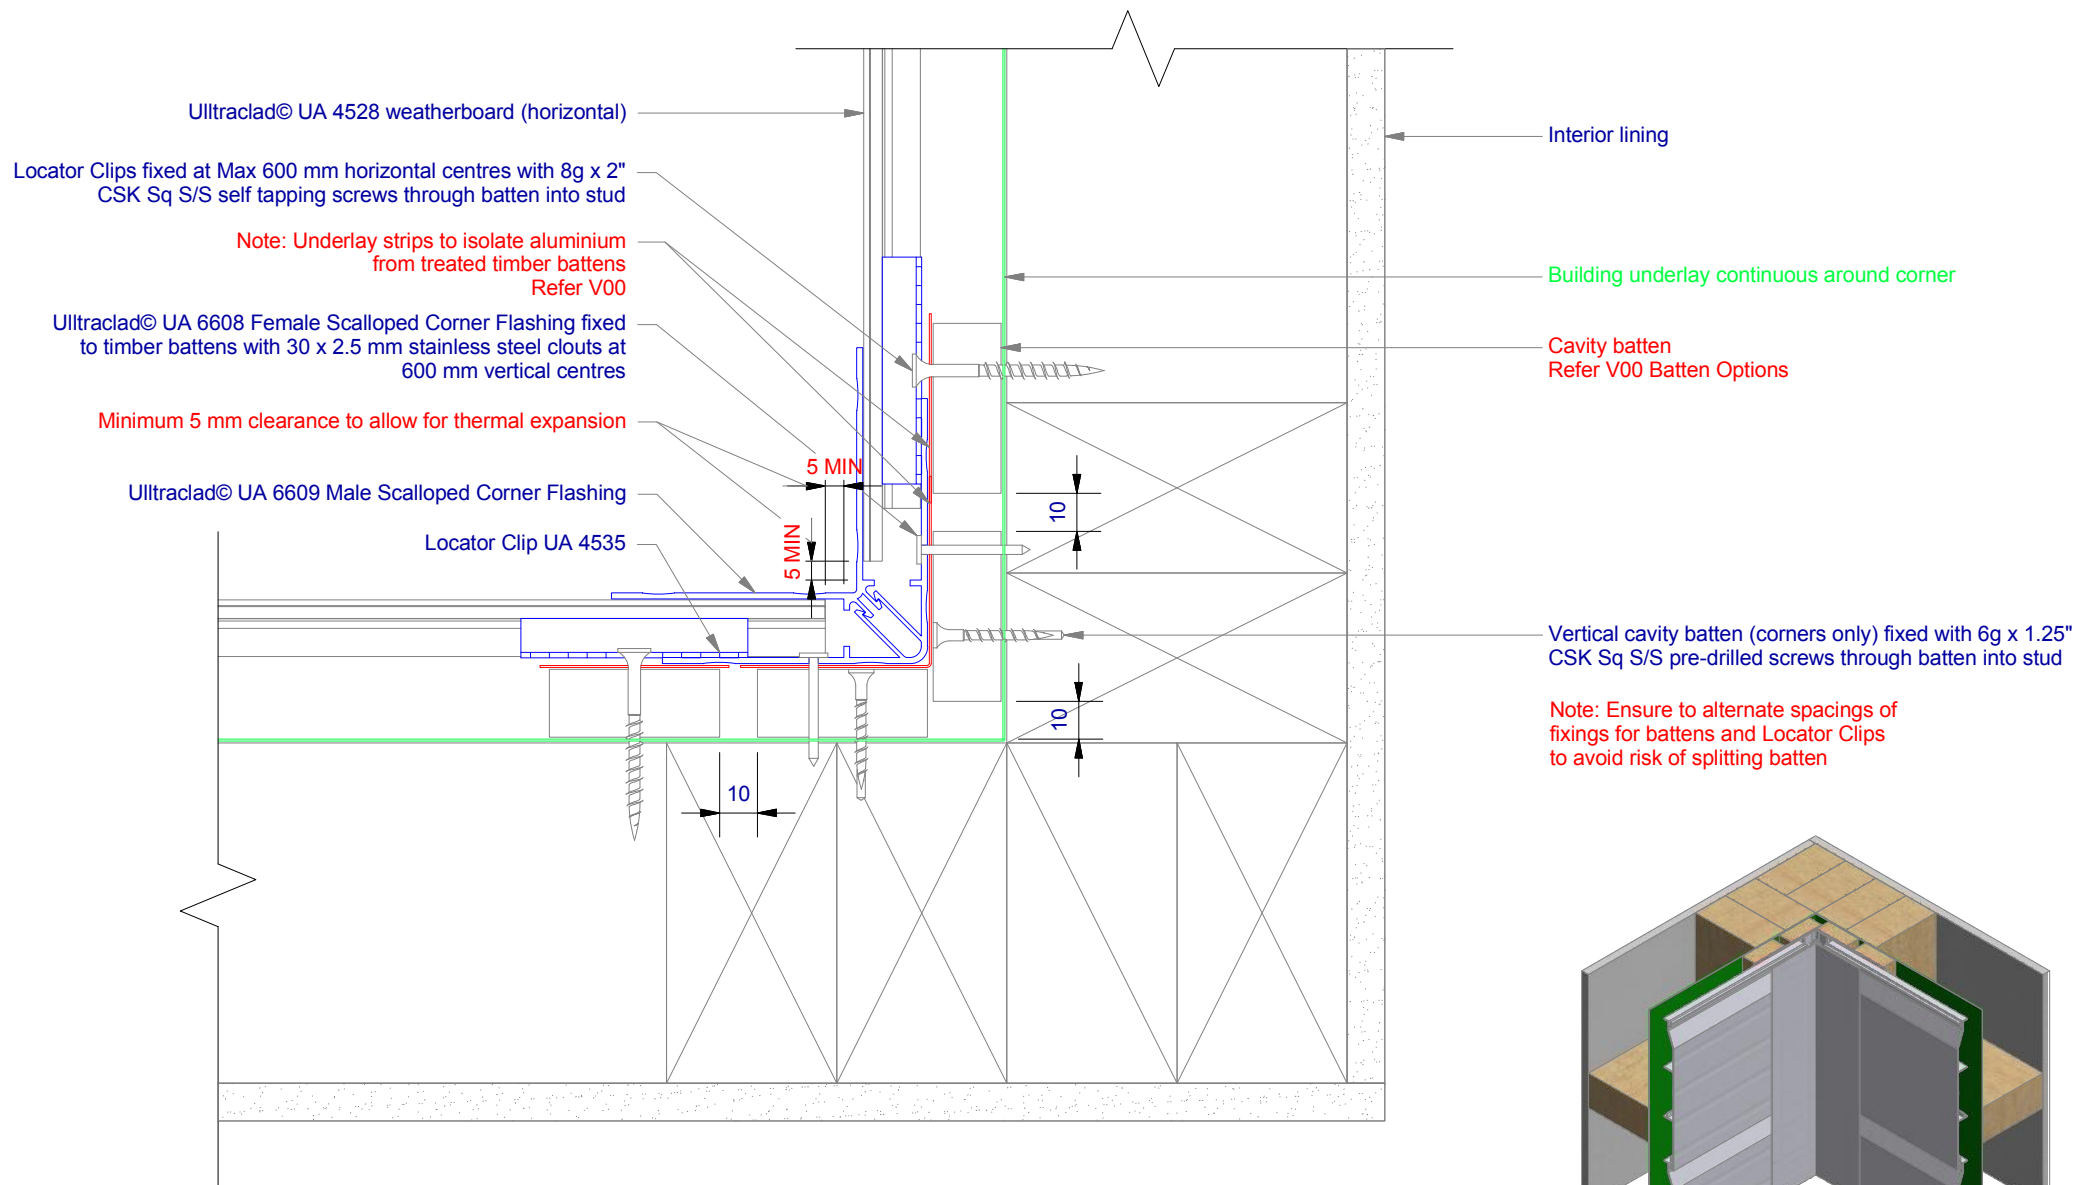 Ulltraclad© UA 4528 weatherboard (horizontal)
Locator Clips fixed at Max 600 mm horizontal centres with 8g x 2"
CSK Sq S/S self tapping screws through batten into stud
Note: Underlay strips to isolate aluminium
from treated timber battens
Refer V00
Ulltraclad© UA 6608 Female Scalloped Corner Flashing fixed
to timber battens with 30 x 2.5 mm stainless steel clouts at
600 mm vertical centres
Minimum 5 mm clearance to allow for thermal expansion
Ulltraclad© UA 6609 Male Scalloped Corner Flashing
Locator Clip UA 4535
5 MIN
5 MIN
10
10
10
Interior lining
Building underlay continuous around corner
Cavity batten
Refer V00 Batten Options
Vertical cavity batten (corners only) fixed with 6g x 1.25"
CSK Sq S/S pre-drilled screws through batten into stud
Note: Ensure to alternate spacings of
fixings for battens and Locator Clips
to avoid risk of splitting batten